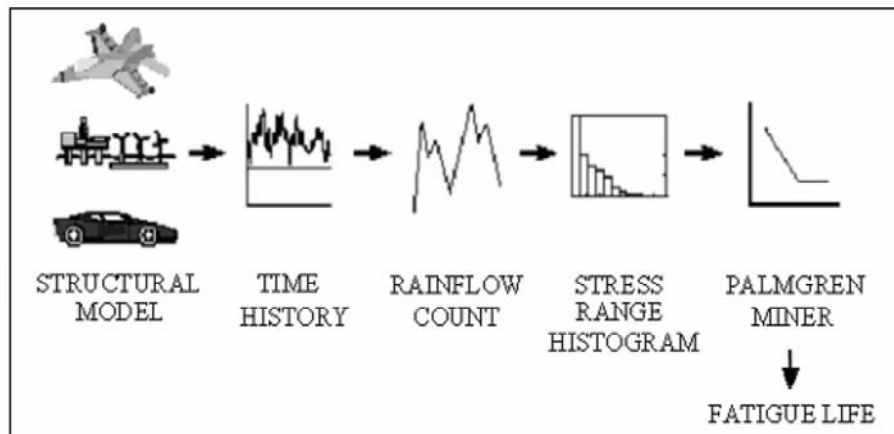 STRUCTURAL
MODEL
TIME
HISTORY
RAINFLOW
COUNT
STRESS
RANGE
HISTOGRAM
PALMGREN
MINER
FATIGUE LIFE